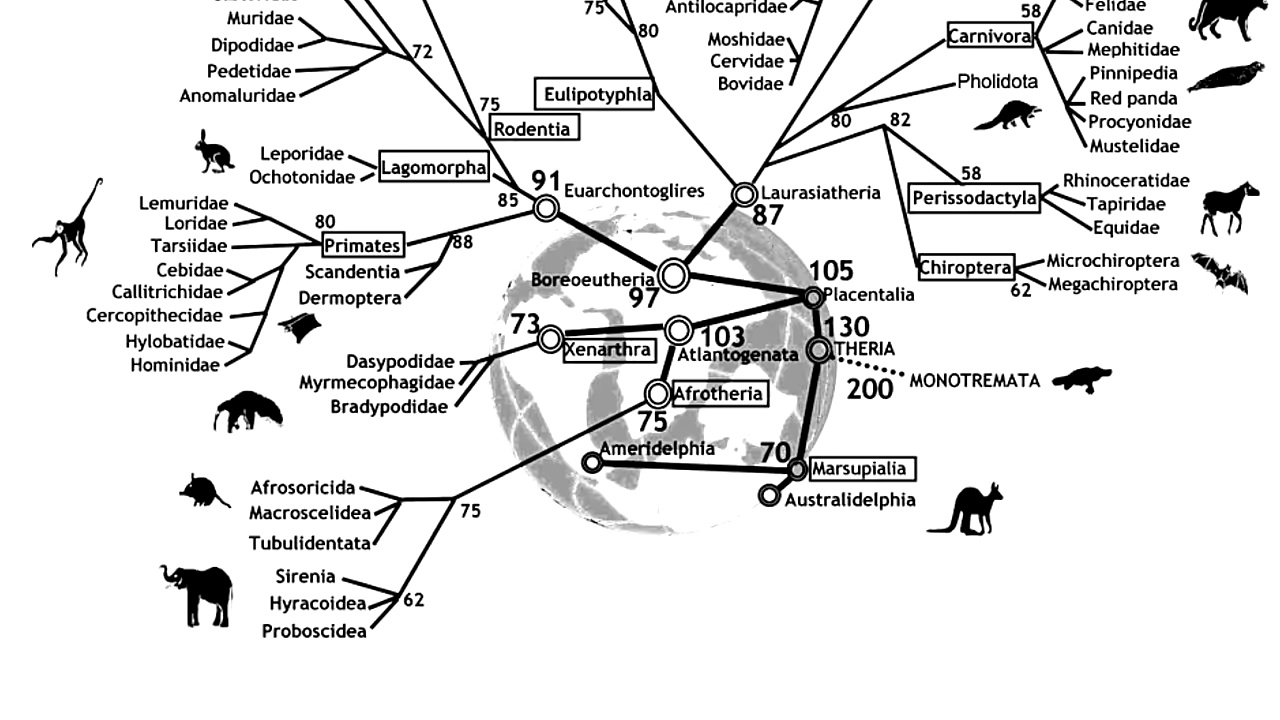 75
Antilocapridae
58
Felidae
Muridae
80
Canidae
Dipodidae
72
Moshidae
Carnivora
Mephitidae
Cervidae
Pedetidae
Bovidae
Pholidota
Pinnipedia
Anomaluridae
Eulipotyphla
Red panda
75
80
82
Procyonidae
Rodentia
Mustelidae
Leporidae
Lagomorpha
Ochotonidae
91
Euarchontoglires
Laurasiatheria
58
Rhinoceratidae
85
87
Perissodactyla
Tapiridae
Equidae
Lemuridae
Loridae
80
Tarsiidae
Primates
88
Cebidae
Scandentia
Callitrichidae
Dermoptera
Cercopithecidae
Hylobatidae
Hominidae
Boreoeutheria
97
105
Placentalia
Chiroptera
Microchiroptera
Megachiroptera
62
73
Xenarthra
103
Atlantogenata
130
THERIA
200
MONOTREMATA
Dasypodidae
Myrmecophagidae
Bradypodidae
Afrotheria
75
Ameridelphia
70
Marsupialia
Australidelphia
Afrosoricida
Macroscelidea
75
Tubulidentata
Sirenia
Hyracoidea
62
Proboscidea